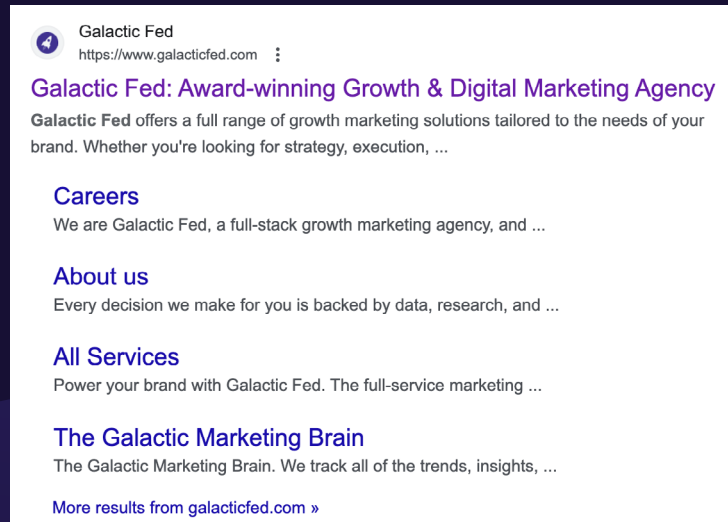 Galactic Fed
https://www.galacticfed.com
Galactic Fed: Award-winning Growth & Digital Marketing Agency
Galactic Fed offers a full range of growth marketing solutions tailored to the needs of your
brand. Whether you're looking for strategy, execution, ...
Careers
We are Galactic Fed, a full-stack growth marketing agency, and ...
About us
Every decision we make for you is backed by data, research, and ...
All Services
Power your brand with Galactic Fed. The full-service marketing ...
The Galactic Marketing Brain
The Galactic Marketing Brain. We track all of the trends, insights, ...
More results from galacticfed.com »